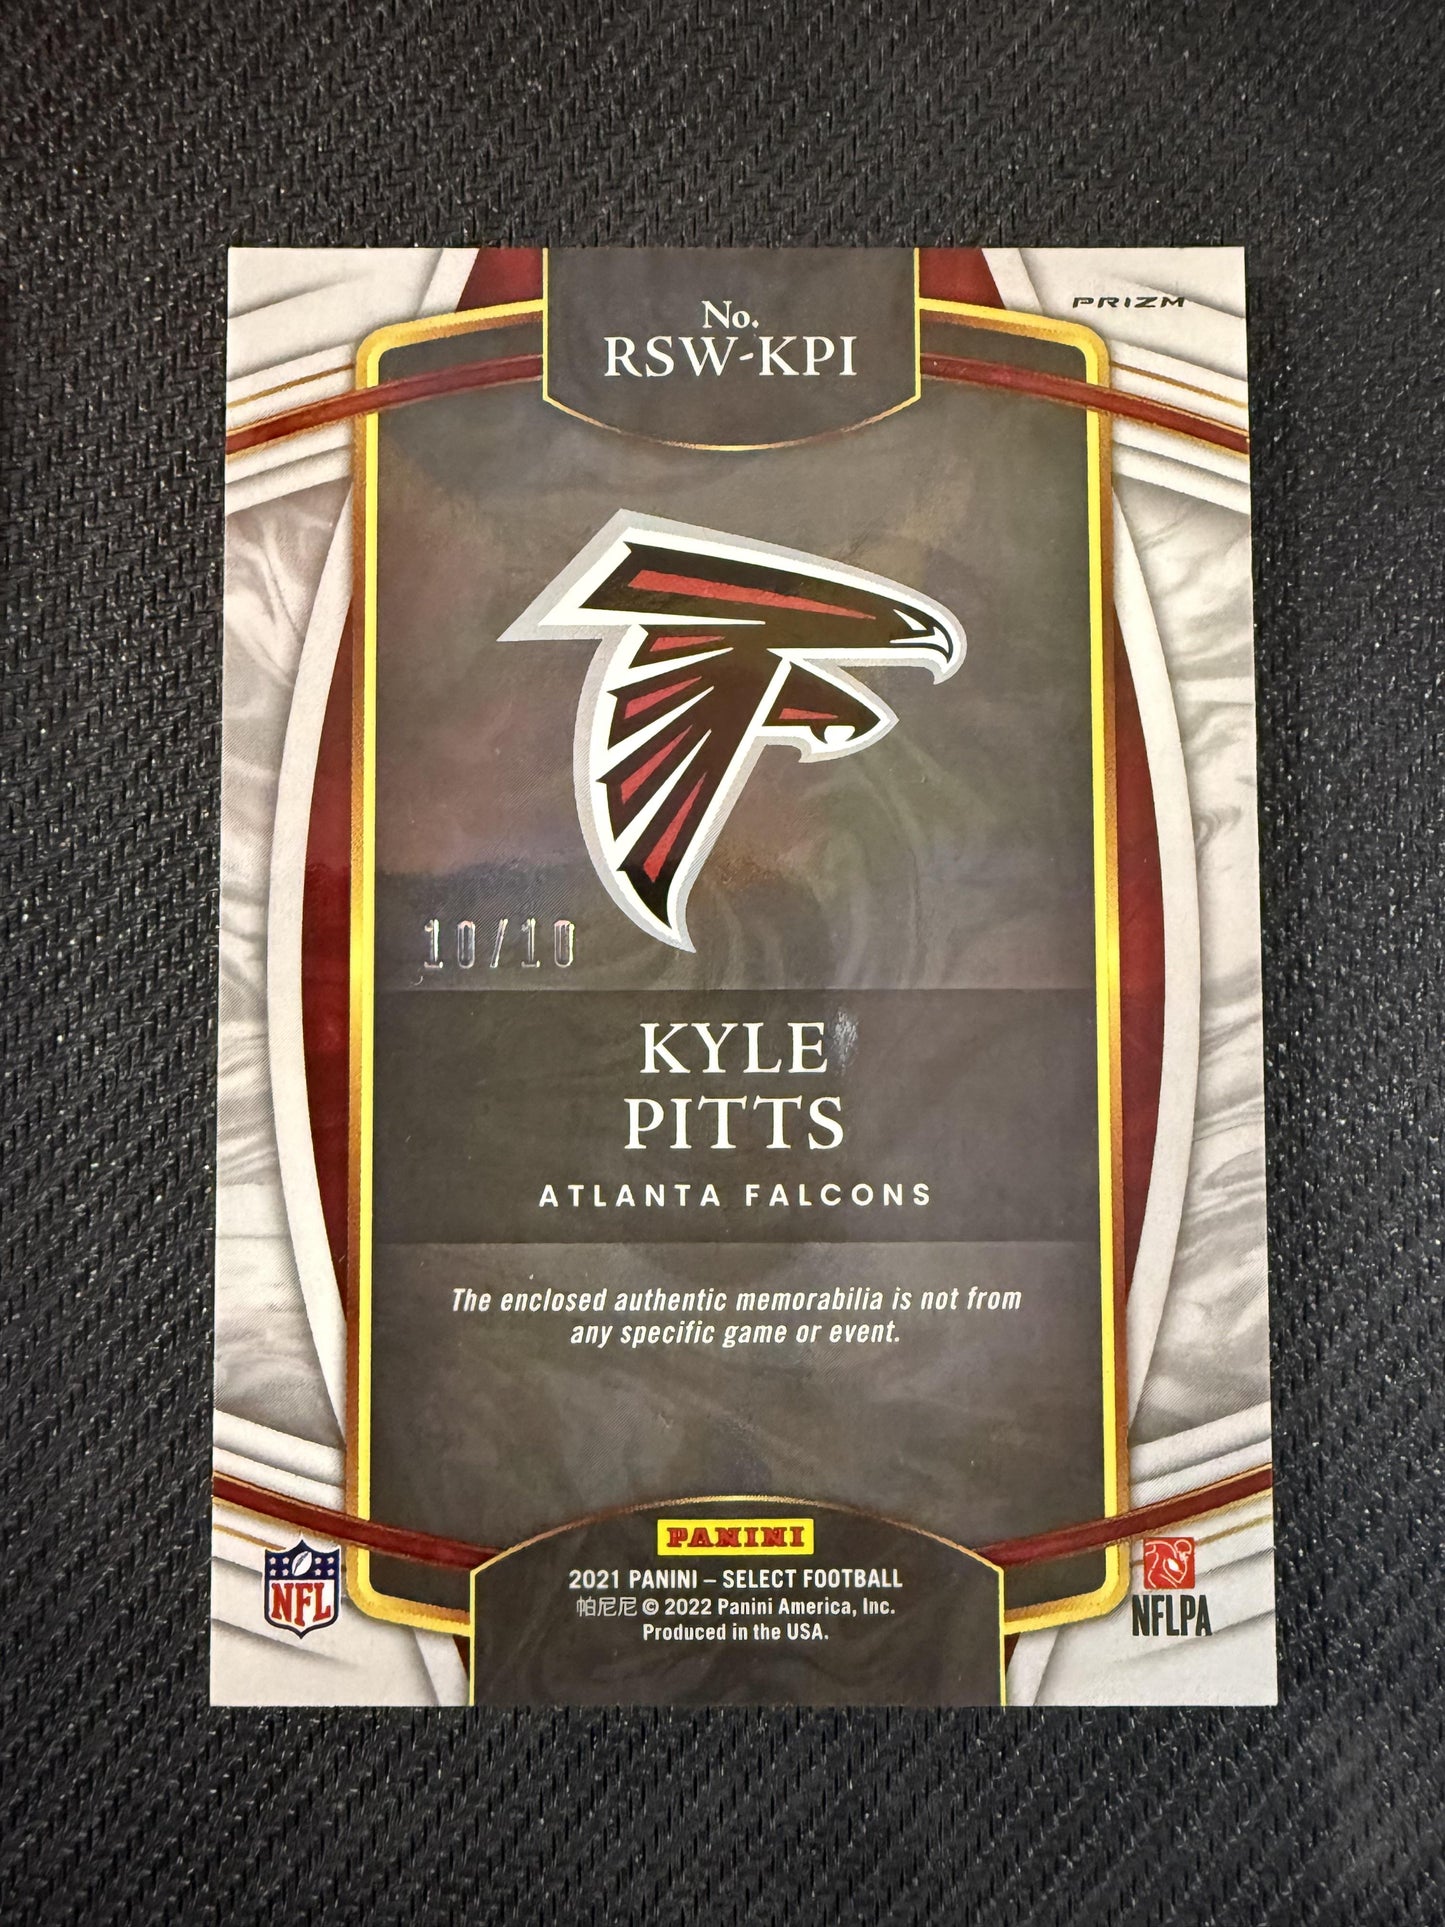 PRIZM
No.
RSW-KPI
10/10
KYLE
PITTS
ATLANTA FALCONS
The enclosed authentic memorabilia is not from
any specific game or event.
PANINI
2021 PANINI – SELECT FOOTBALL
帕尼尼 © 2022 Panini America, Inc.
Produced in the USA.
NFL
NFLPA